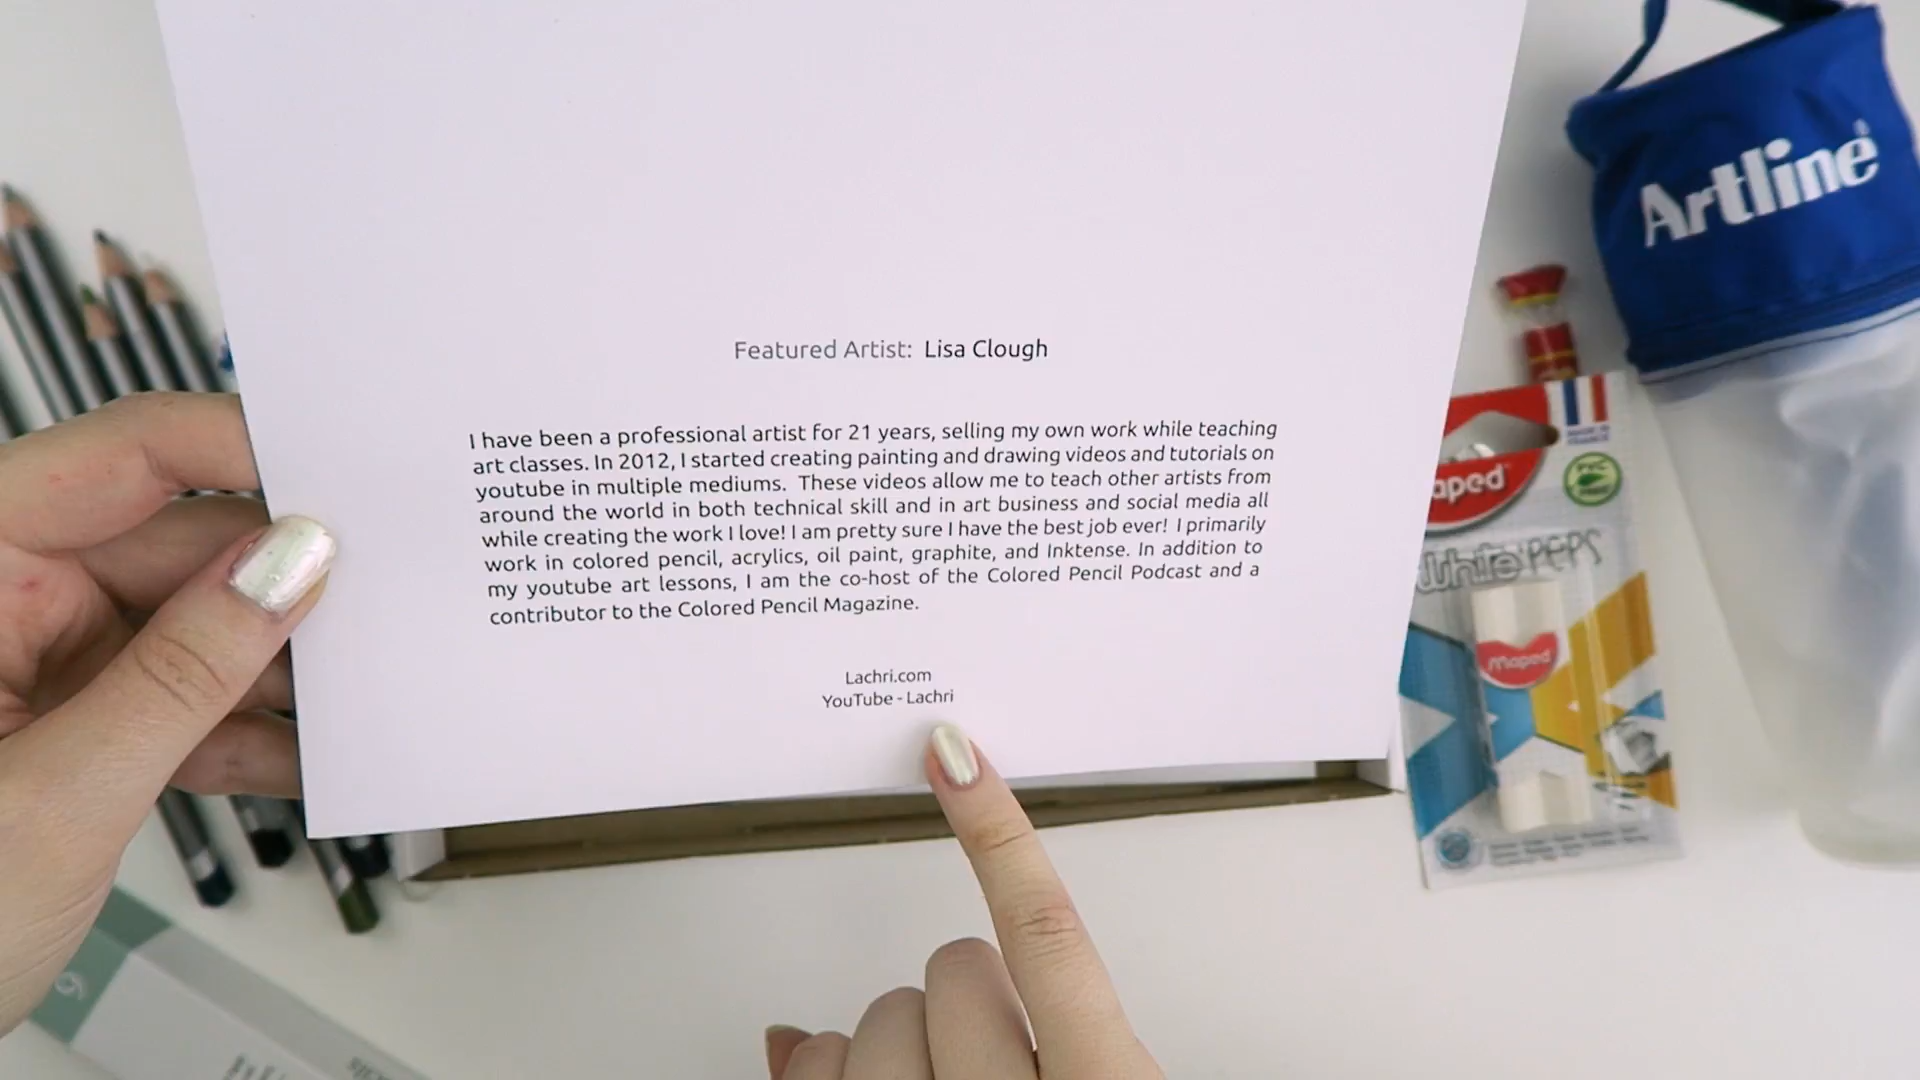 Featured Artist: Lisa Clough
I have been a professional artist for 21 years, selling my own work while teaching
art classes. In 2012, I started creating painting and drawing videos and tutorials on
youtube in multiple mediums. These videos allow me to teach other artists from
around the world in both technical skill and in art business and social media all
while creating the work I love! I am pretty sure I have the best job ever! I primarily
work in colored pencil, acrylics, oil paint, graphite, and Inktense. In addition to
my youtube art lessons, I am the co-host of the Colored Pencil Podcast and a
contributor to the Colored Pencil Magazine.
Lachri.com
YouTube - Lachri
Artline
MADE IN
FRANCE
PVC
FREE
aped
White PEPS
Maped